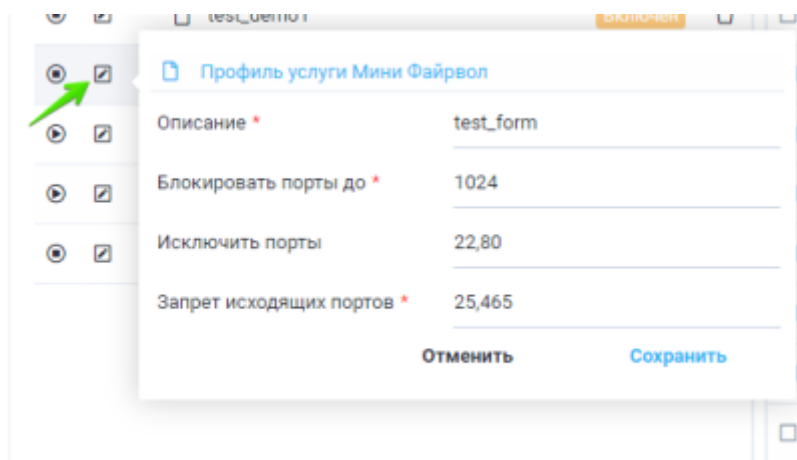 test_demo1 Включен
Профиль услуги Мини Файрвол
Описание * test_form
Блокировать порты до * 1024
Исключить порты 22,80
Запрет исходящих портов * 25,465
Отменить Сохранить